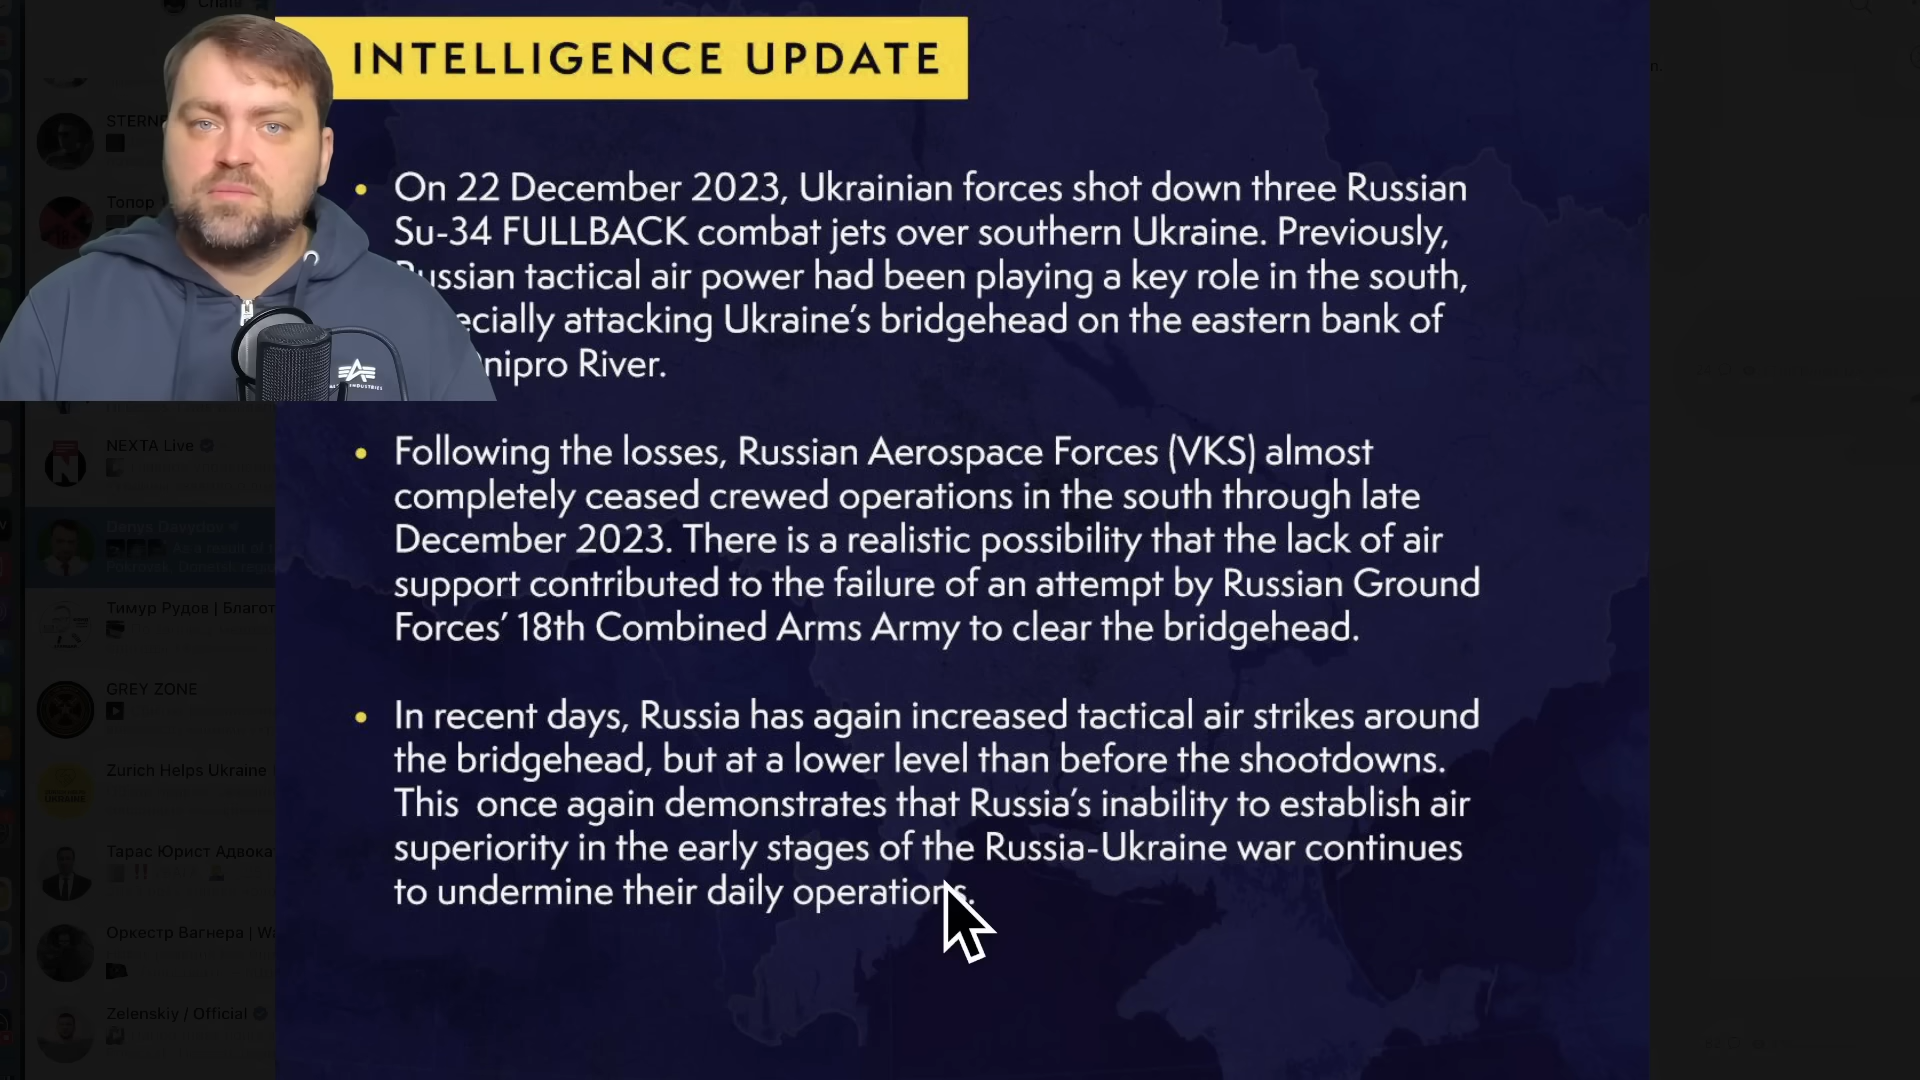 INTELLIGENCE UPDATE
• On 22 December 2023, Ukrainian forces shot down three Russian
Su-34 FULLBACK combat jets over southern Ukraine. Previously,
Russian tactical air power had been playing a key role in the south,
ecially attacking Ukraine's bridgehead on the eastern bank of
nipro River.
• Following the losses, Russian Aerospace Forces (VKS) almost
completely ceased crewed operations in the south through late
December 2023. There is a realistic possibility that the lack of air
support contributed to the failure of an attempt by Russian Ground
Forces' 18th Combined Arms Army to clear the bridgehead.
• In recent days, Russia has again increased tactical air strikes around
the bridgehead, but at a lower level than before the shootdowns.
This once again demonstrates that Russia's inability to establish air
superiority in the early stages of the Russia-Ukraine war continues
to undermine their daily operations.
STERNE
Топор
NEXTA Live
Denys Davydov
Тимур Рудов | Благот
GREY ZONE
Zurich Helps Ukraine
Тарас Юрист Адвока
Оркестр Вагнера | Wa
Zelenskiy / Official